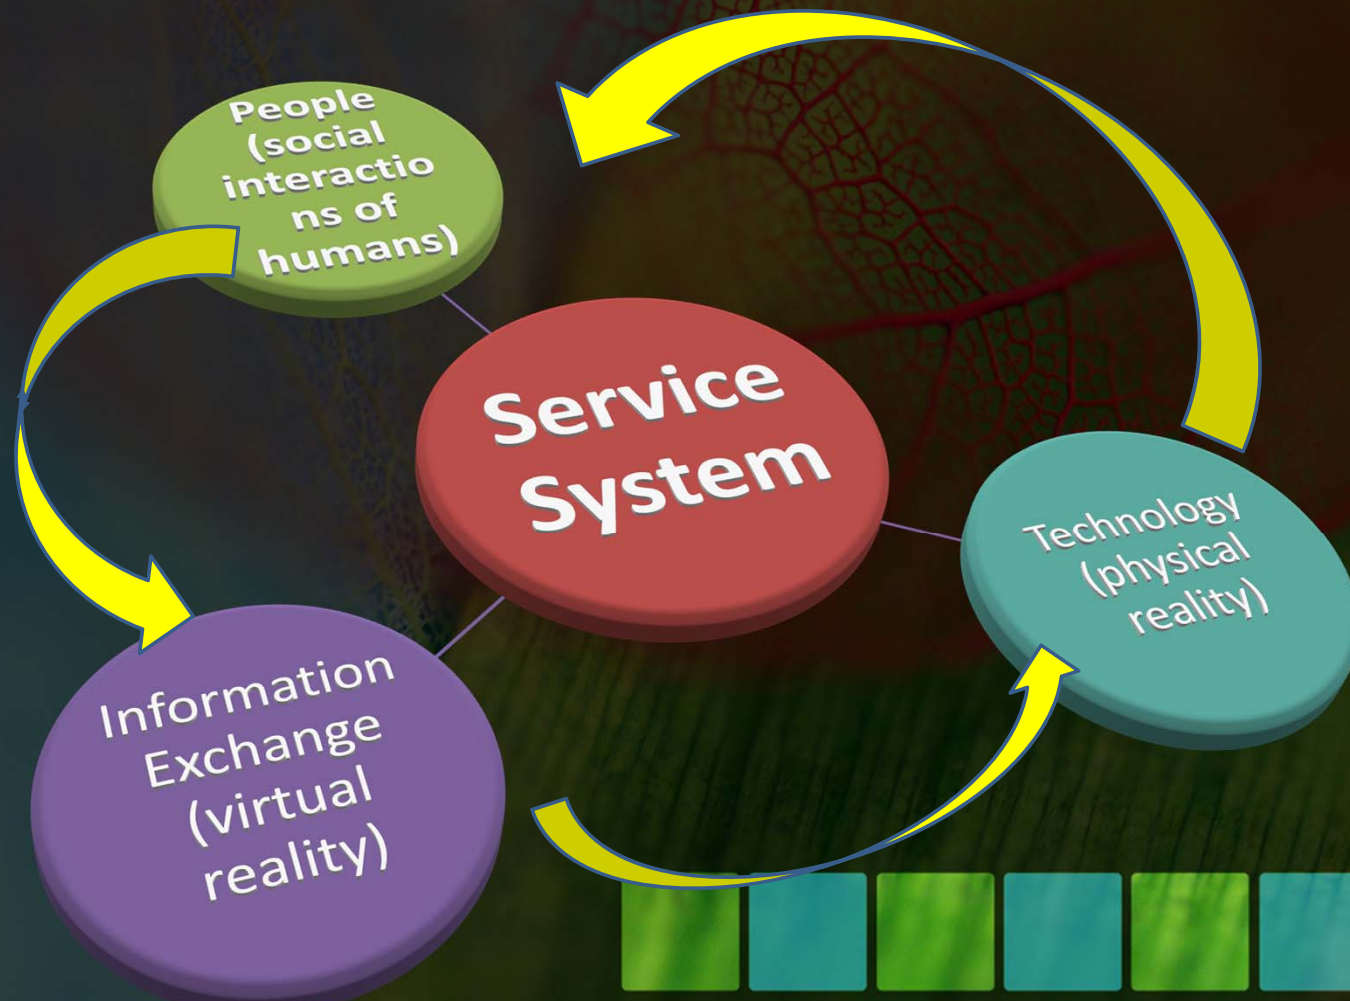 People
(social
interactio
ns of
humans)
Service
System
Technology
(physical
reality)
Information
Exchange
(virtual
reality)